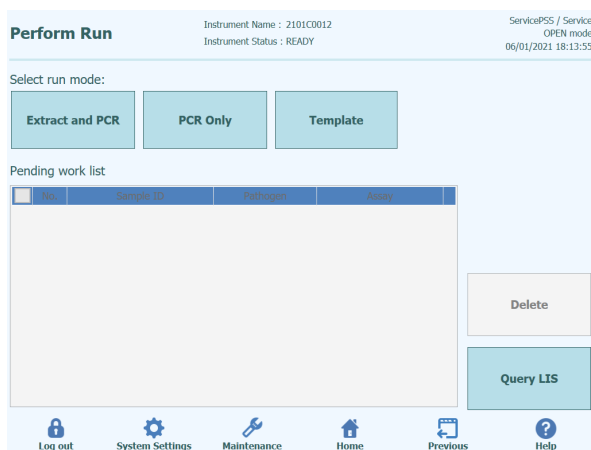 Perform Run
Instrument Name : 2101C0012
Instrument Status : READY
ServicePSS / Service
OPEN mode
06/01/2021 18:13:55
Select run mode:
Extract and PCR
PCR Only
Template
Pending work list
No. Sample ID Pathogen Assay
Delete
Query LIS
Log out System Settings Maintenance Home Previous Help